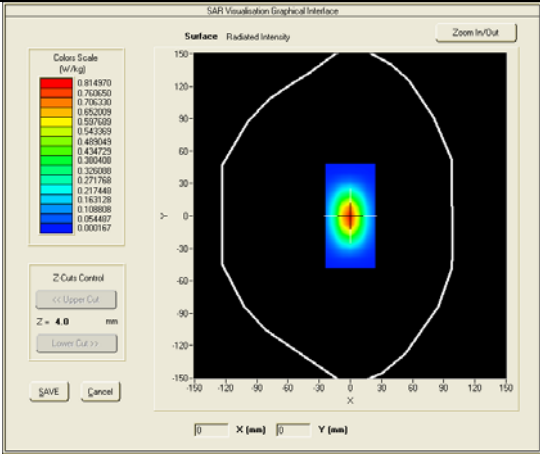 SAR Visualisation Graphical Interface
Surface Radiated Intensity
Zoom In/Out
Colors Scale
(W/kg)
0.814970
0.760650
0.706330
0.652009
0.597689
0.543369
0.489049
0.434729
0.380408
0.326088
0.271768
0.217448
0.163128
0.108808
0.054487
0.000167
150
120
90
60
30
0
-30
-60
-90
-120
-150
Y
-150 -120 -90 -60 -30 0 30 60 90 120 150
X
Z-Cuts Control
<< Upper Cut
Z = 4.0 mm
Lower Cut >>
SAVE Cancel
0 X (mm) 0 Y (mm)